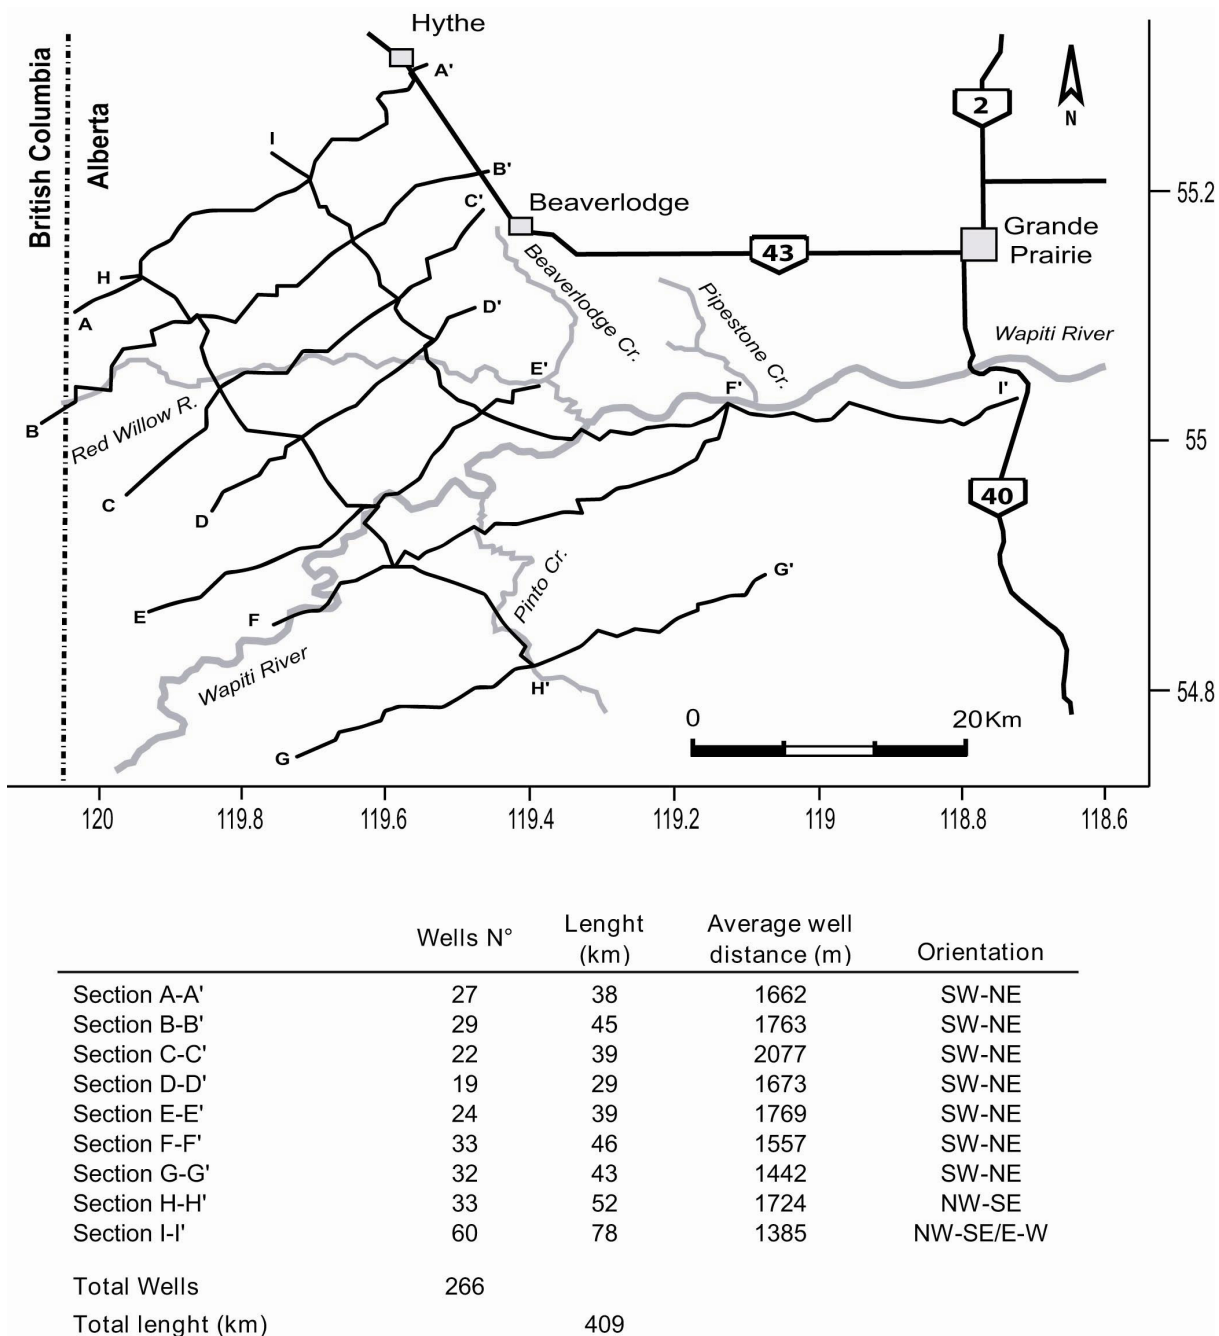 Hythe
British Columbia
Alberta
A'
2
N
I
B'
55.2
C'
Beaverlodge
Grande
Prairie
43
H
Beaverlodge Cr.
Pipestone Cr.
A
D'
Wapiti River
E'
F'
I'
B
Red Willow R.
55
C
D
40
Pinto Cr.
G'
E
F
Wapiti River
H'
54.8
0 20 Km
G
120 119.8 119.6 119.4 119.2 119 118.8 118.6
Wells N° Lenght (km) Average well distance (m) Orientation
Section A-A' 27 38 1662 SW-NE
Section B-B' 29 45 1763 SW-NE
Section C-C' 22 39 2077 SW-NE
Section D-D' 19 29 1673 SW-NE
Section E-E' 24 39 1769 SW-NE
Section F-F' 33 46 1557 SW-NE
Section G-G' 32 43 1442 SW-NE
Section H-H' 33 52 1724 NW-SE
Section I-I' 60 78 1385 NW-SE/E-W
Total Wells 266
Total lenght (km) 409